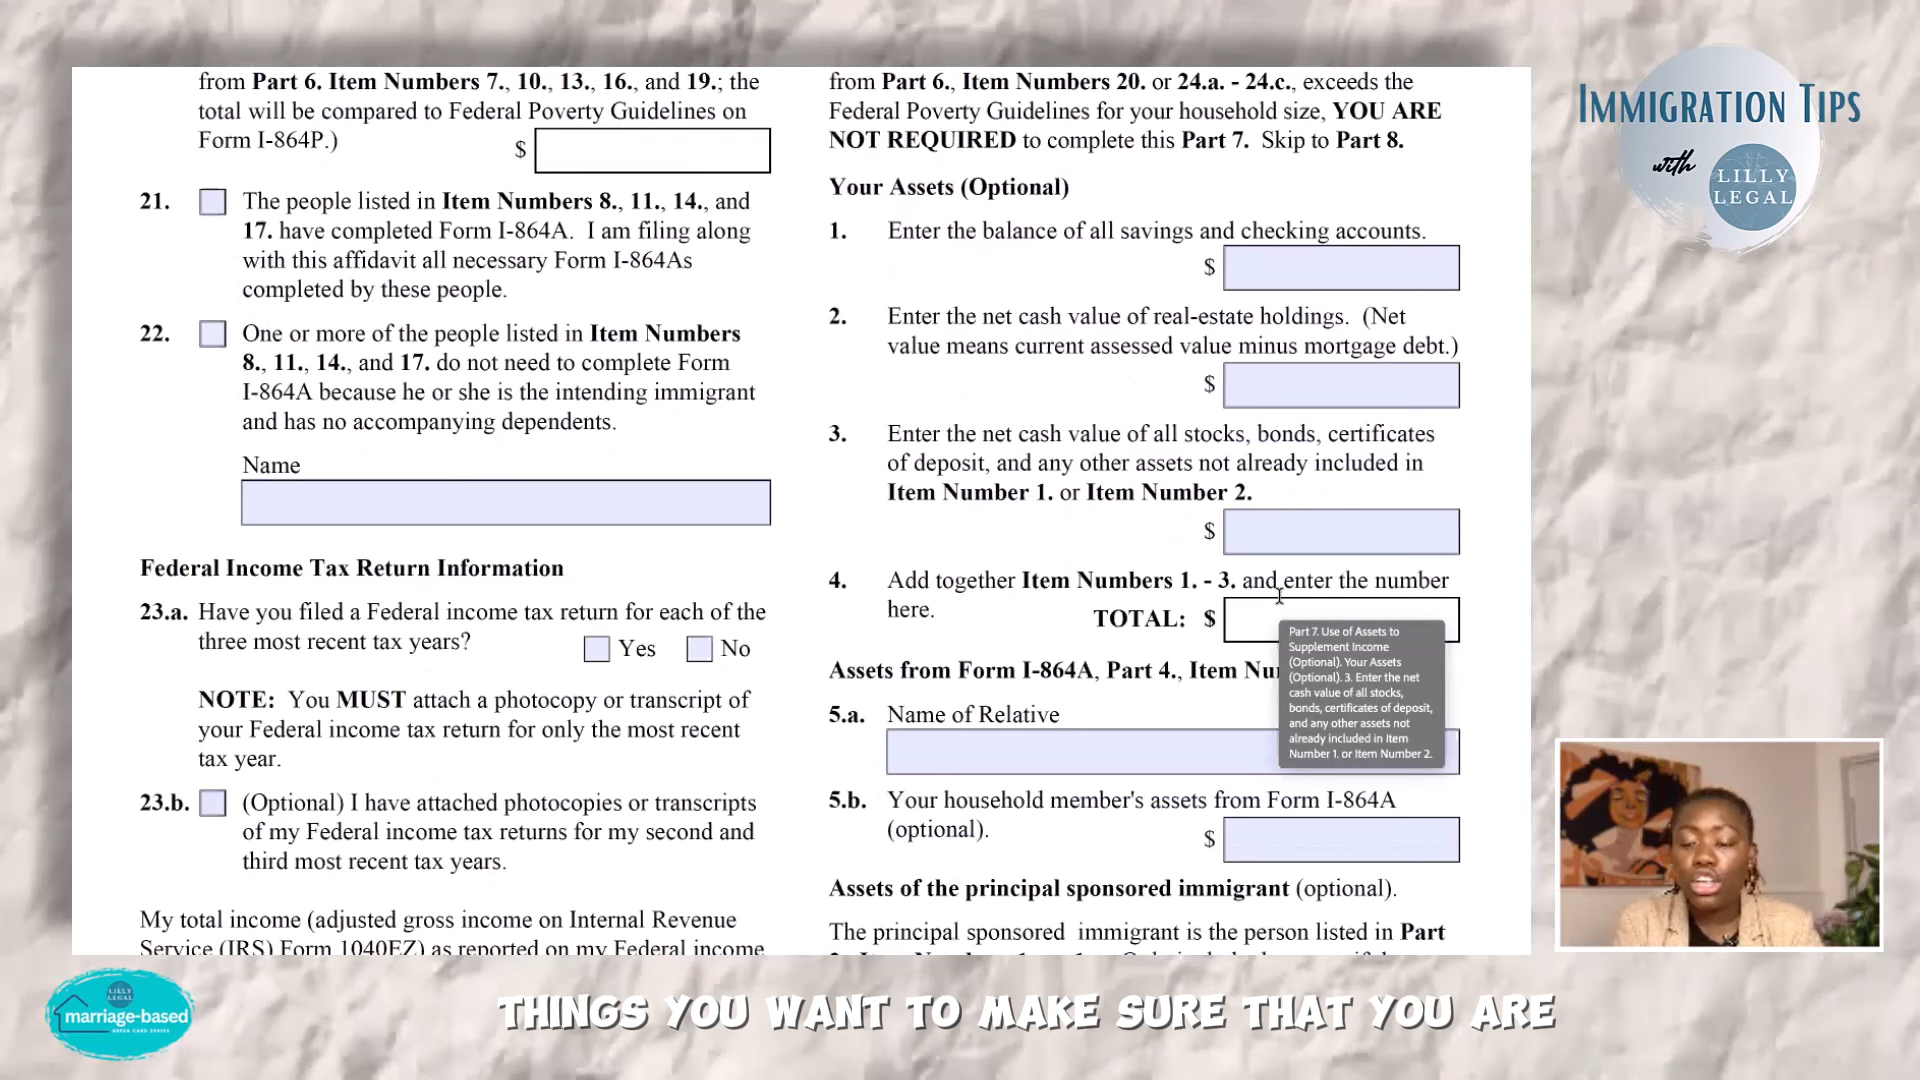 from Part 6. Item Numbers 7., 10., 13., 16., and 19.; the
total will be compared to Federal Poverty Guidelines on
Form I-864P.)
$
21. The people listed in Item Numbers 8., 11., 14., and
17. have completed Form I-864A. I am filing along
with this affidavit all necessary Form I-864As
completed by these people.
22. One or more of the people listed in Item Numbers
8., 11., 14., and 17. do not need to complete Form
I-864A because he or she is the intending immigrant
and has no accompanying dependents.
Name
Federal Income Tax Return Information
23.a. Have you filed a Federal income tax return for each of the
three most recent tax years? Yes No
NOTE: You MUST attach a photocopy or transcript of
your Federal income tax return for only the most recent
tax year.
23.b. (Optional) I have attached photocopies or transcripts
of my Federal income tax returns for my second and
third most recent tax years.
My total income (adjusted gross income on Internal Revenue
Service (IRS) Form 1040EZ) as reported on my Federal income
from Part 6., Item Numbers 20. or 24.a. - 24.c., exceeds the
Federal Poverty Guidelines for your household size, YOU ARE
NOT REQUIRED to complete this Part 7. Skip to Part 8.
Your Assets (Optional)
1. Enter the balance of all savings and checking accounts.
$
2. Enter the net cash value of real-estate holdings. (Net
value means current assessed value minus mortgage debt.)
$
3. Enter the net cash value of all stocks, bonds, certificates
of deposit, and any other assets not already included in
Item Number 1. or Item Number 2.
$
4. Add together Item Numbers 1. - 3. and enter the number
here. TOTAL: $
Part 7. Use of Assets to
Supplement Income
(Optional). Your Assets
(Optional). 3. Enter the net
cash value of all stocks,
bonds, certificates of deposit,
and any other assets not
already included in Item
Number 1. or Item Number 2.
Assets from Form I-864A, Part 4., Item Nu
5.a. Name of Relative
5.b. Your household member's assets from Form I-864A
(optional). $
Assets of the principal sponsored immigrant (optional).
The principal sponsored immigrant is the person listed in Part
IMMIGRATION TIPS
with
LILLY
LEGAL
LILLY
LEGAL
marriage-based
GREEN CARD SERIES
THINGS YOU WANT TO MAKE SURE THAT YOU ARE